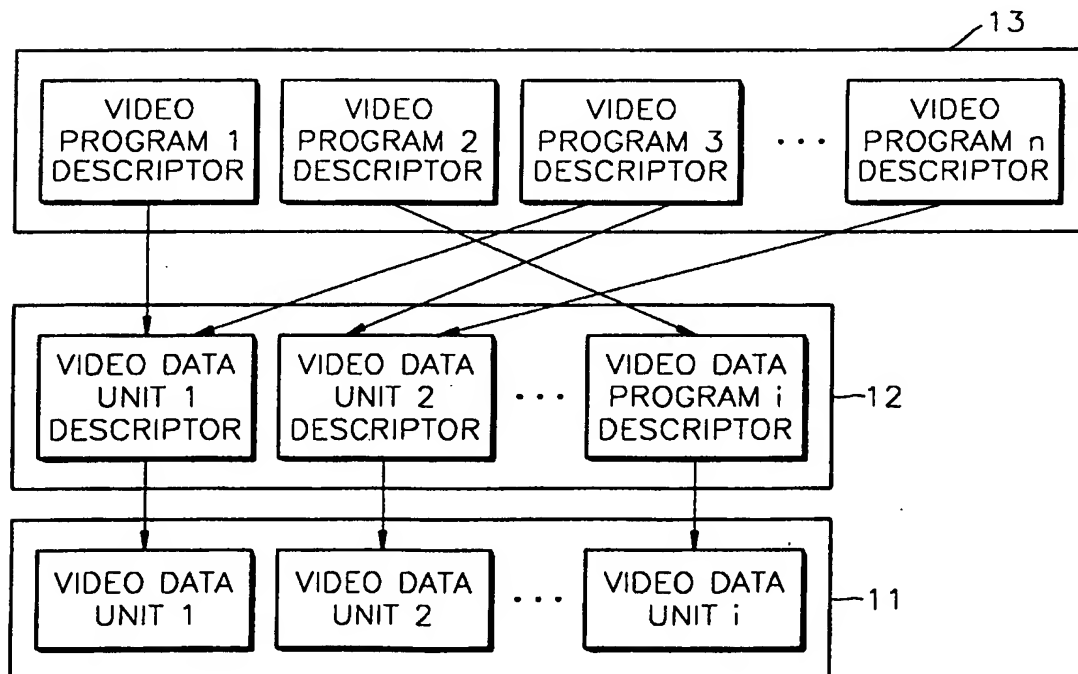 13
VIDEO
PROGRAM 1
DESCRIPTOR
VIDEO
PROGRAM 2
DESCRIPTOR
VIDEO
PROGRAM 3
DESCRIPTOR
...
VIDEO
PROGRAM n
DESCRIPTOR
VIDEO DATA
UNIT 1
DESCRIPTOR
VIDEO DATA
UNIT 2
DESCRIPTOR
...
VIDEO DATA
PROGRAM i
DESCRIPTOR
12
VIDEO DATA
UNIT 1
VIDEO DATA
UNIT 2
...
VIDEO DATA
UNIT i
11